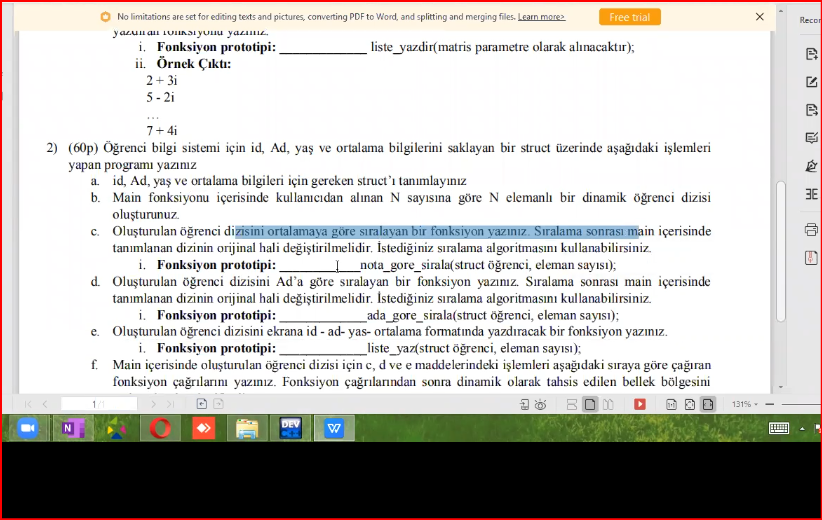 No limitations are set for editing texts and pictures, converting PDF to Word, and splitting and merging files. Learn more>
Free trial
Recor
yazdıran fonksiyonu yazınız.
i. Fonksiyon prototipi: _____________ liste_yazdir(matris parametre olarak alınacaktır);
ii. Örnek Çıktı:
2 + 3i
5 - 2i
…
7 + 4i
2) (60p) Öğrenci bilgi sistemi için id, Ad, yaş ve ortalama bilgilerini saklayan bir struct üzerinde aşağıdaki işlemleri
yapan programı yazınız
a. id, Ad, yaş ve ortalama bilgileri için gereken struct'ı tanımlayınız
b. Main fonksiyonu içerisinde kullanıcıdan alınan N sayısına göre N elemanlı bir dinamik öğrenci dizisi
oluşturunuz.
c. Oluşturulan öğrenci dizisini ortalamaya göre sıralayan bir fonksiyon yazınız. Sıralama sonrası main içerisinde
tanımlanan dizinin orijinal hali değiştirilmelidir. İstediğiniz sıralama algoritmasını kullanabilirsiniz.
i. Fonksiyon prototipi: ____________nota_gore_sirala(struct öğrenci, eleman sayısı);
d. Oluşturulan öğrenci dizisini Ad'a göre sıralayan bir fonksiyon yazınız. Sıralama sonrası main içerisinde
tanımlanan dizinin orijinal hali değiştirilmelidir. İstediğiniz sıralama algoritmasını kullanabilirsiniz.
i. Fonksiyon prototipi: _____________ada_gore_sirala(struct öğrenci, eleman sayısı);
e. Oluşturulan öğrenci dizisini ekrana id - ad- yas- ortalama formatında yazdıracak bir fonksiyon yazınız.
i. Fonksiyon prototipi: _____________liste_yaz(struct öğrenci, eleman sayısı);
f. Main içerisinde oluşturulan öğrenci dizisi için c, d ve e maddelerindeki işlemleri aşağıdaki sıraya göre çağıran
fonksiyon çağrılarını yazınız. Fonksiyon çağrılarından sonra dinamik olarak tahsis edilen bellek bölgesini
1/1
131%
DEV